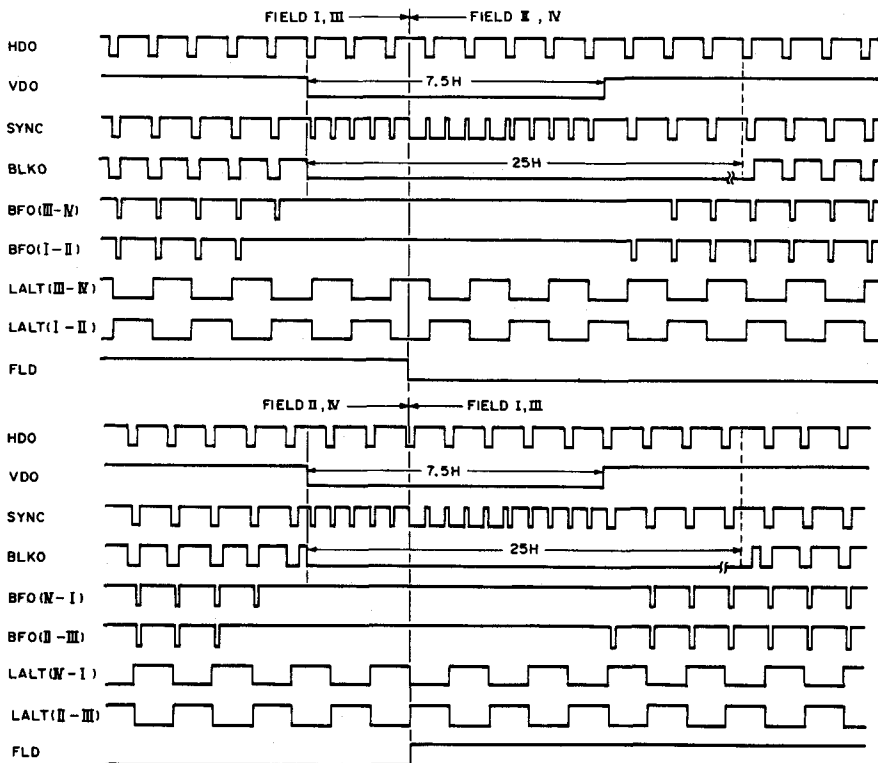 FIELD I, III FIELD II, IV
HDO
VDO 7.5H
SYNC
BLKO 25H
BFO(III-IV)
BFO(I-II)
LALT(III-IV)
LALT(I-II)
FLD
FIELD II, IV FIELD I, III
HDO
VDO 7.5H
SYNC
BLKO 25H
BFO(IV-I)
BFO(II-III)
LALT(IV-I)
LALT(II-III)
FLD